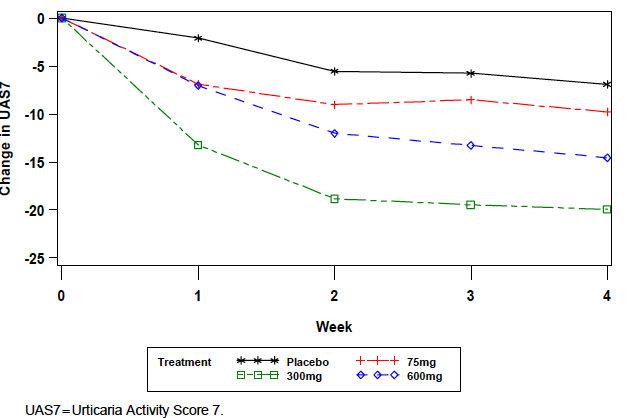 Change in UAS7
0
-5
-10
-15
-20
-25
0 1 2 3 4
Week
Treatment Placebo 75mg
300mg 600mg
UAS7=Urticaria Activity Score 7.